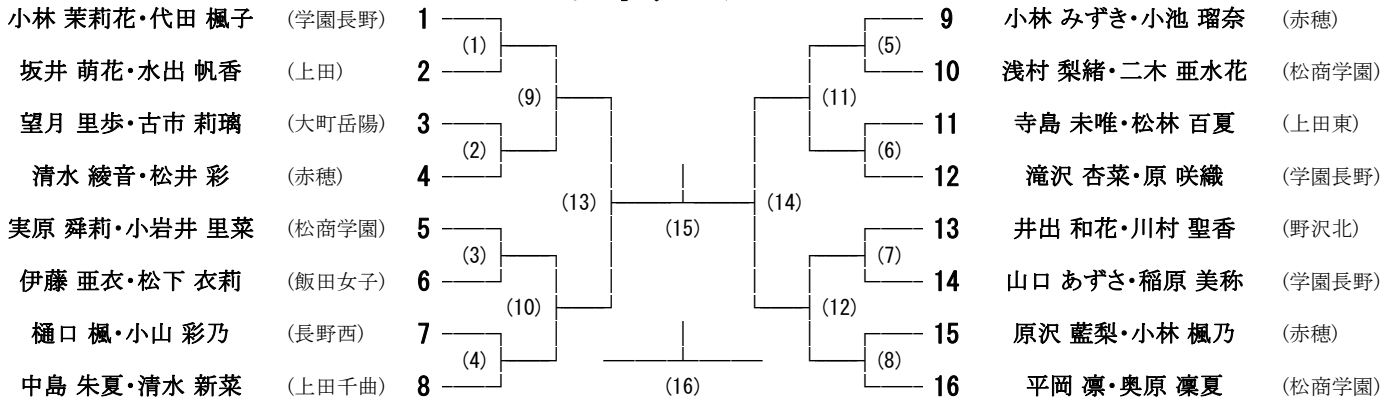 小林 茉莉花・代田 楓子 (学園長野) 1
坂井 萌花・水出 帆香 (上田) 2
望月 里歩・古市 莉璃 (大町岳陽) 3
清水 綾音・松井 彩 (赤穂) 4
実原 舜莉・小岩井 里菜 (松商学園) 5
伊藤 亜衣・松下 衣莉 (飯田女子) 6
樋口 楓・小山 彩乃 (長野西) 7
中島 朱夏・清水 新菜 (上田千曲) 8
(1)
(2)
(3)
(4)
(9)
(10)
(13)
(15)
(16)
(14)
(11)
(12)
(5)
(6)
(7)
(8)
9 小林 みずき・小池 瑠奈 (赤穂)
10 浅村 梨緒・二木 亜水花 (松商学園)
11 寺島 未唯・松林 百夏 (上田東)
12 滝沢 杏菜・原 咲織 (学園長野)
13 井出 和花・川村 聖香 (野沢北)
14 山口 あずさ・稲原 美称 (学園長野)
15 原沢 藍梨・小林 楓乃 (赤穂)
16 平岡 凛・奥原 凜夏 (松商学園)